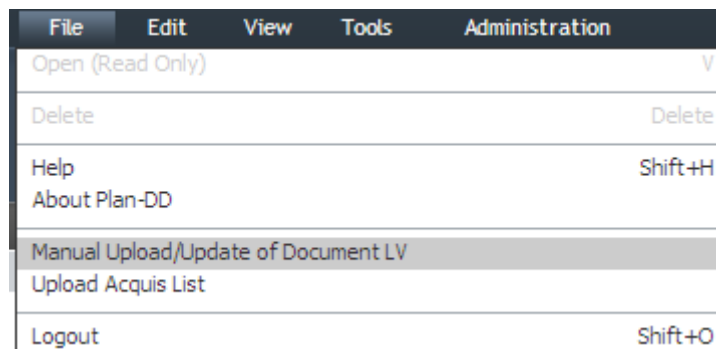 File Edit View Tools Administration
Open (Read Only) V
Delete Delete
Help Shift+H
About Plan-DD
Manual Upload/Update of Document LV
Upload Acquis List
Logout Shift+O